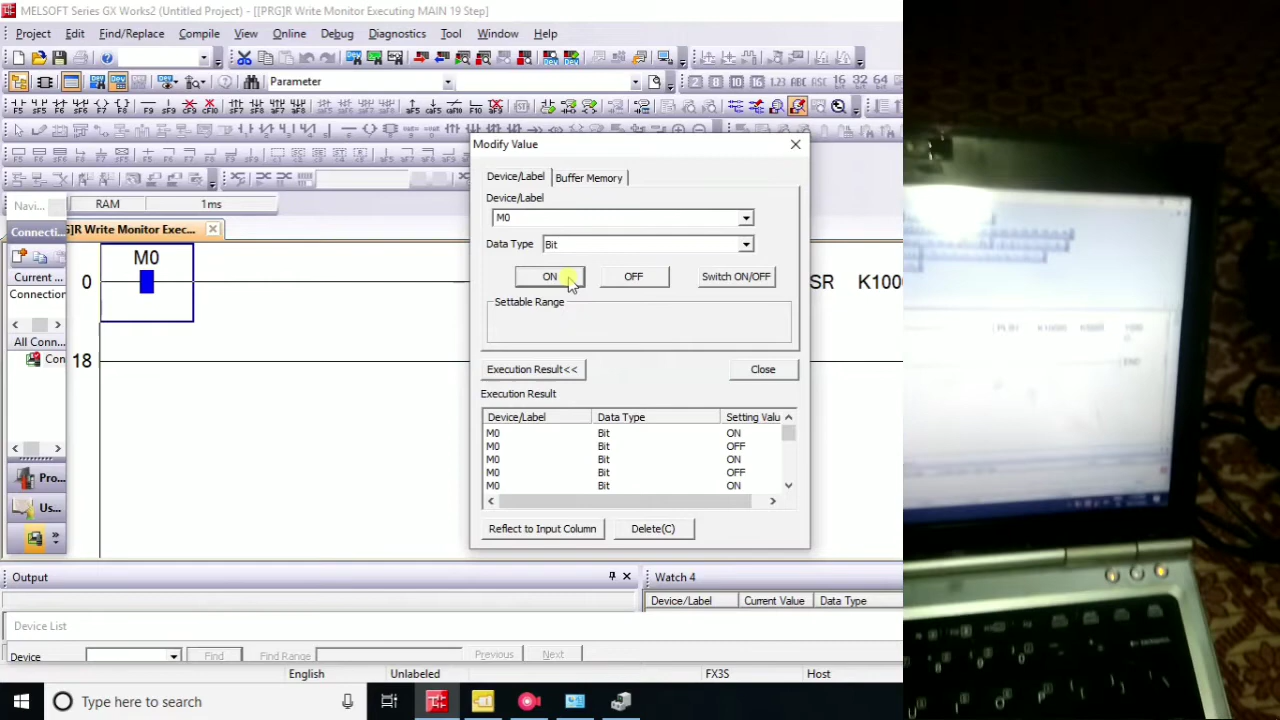 MELSOFT Series GX Works2 (Untitled Project) - [[PRG]R Write Monitor Executing MAIN 19 Step]
Project Edit Find/Replace Compile View Online Debug Diagnostics Tool Window Help
Parameter
RAM 1ms
Navi...
G]R Write Monitor Exec...
Connecti...
Current ...
Connection
All Conn...
Con
Pro...
Us...
M0
0
SR K1000
18
Modify Value
Device/Label Buffer Memory
Device/Label
M0
Data Type Bit
ON OFF Switch ON/OFF
Settable Range
Execution Result<< Close
Execution Result
Device/Label Data Type Setting Valu
M0 Bit ON
M0 Bit OFF
M0 Bit ON
M0 Bit OFF
M0 Bit ON
Reflect to Input Column Delete(C)
Output
Watch 4
Device/Label Current Value Data Type
Device List
Device Find Find Range Previous Next
English Unlabeled FX3S Host
Type here to search